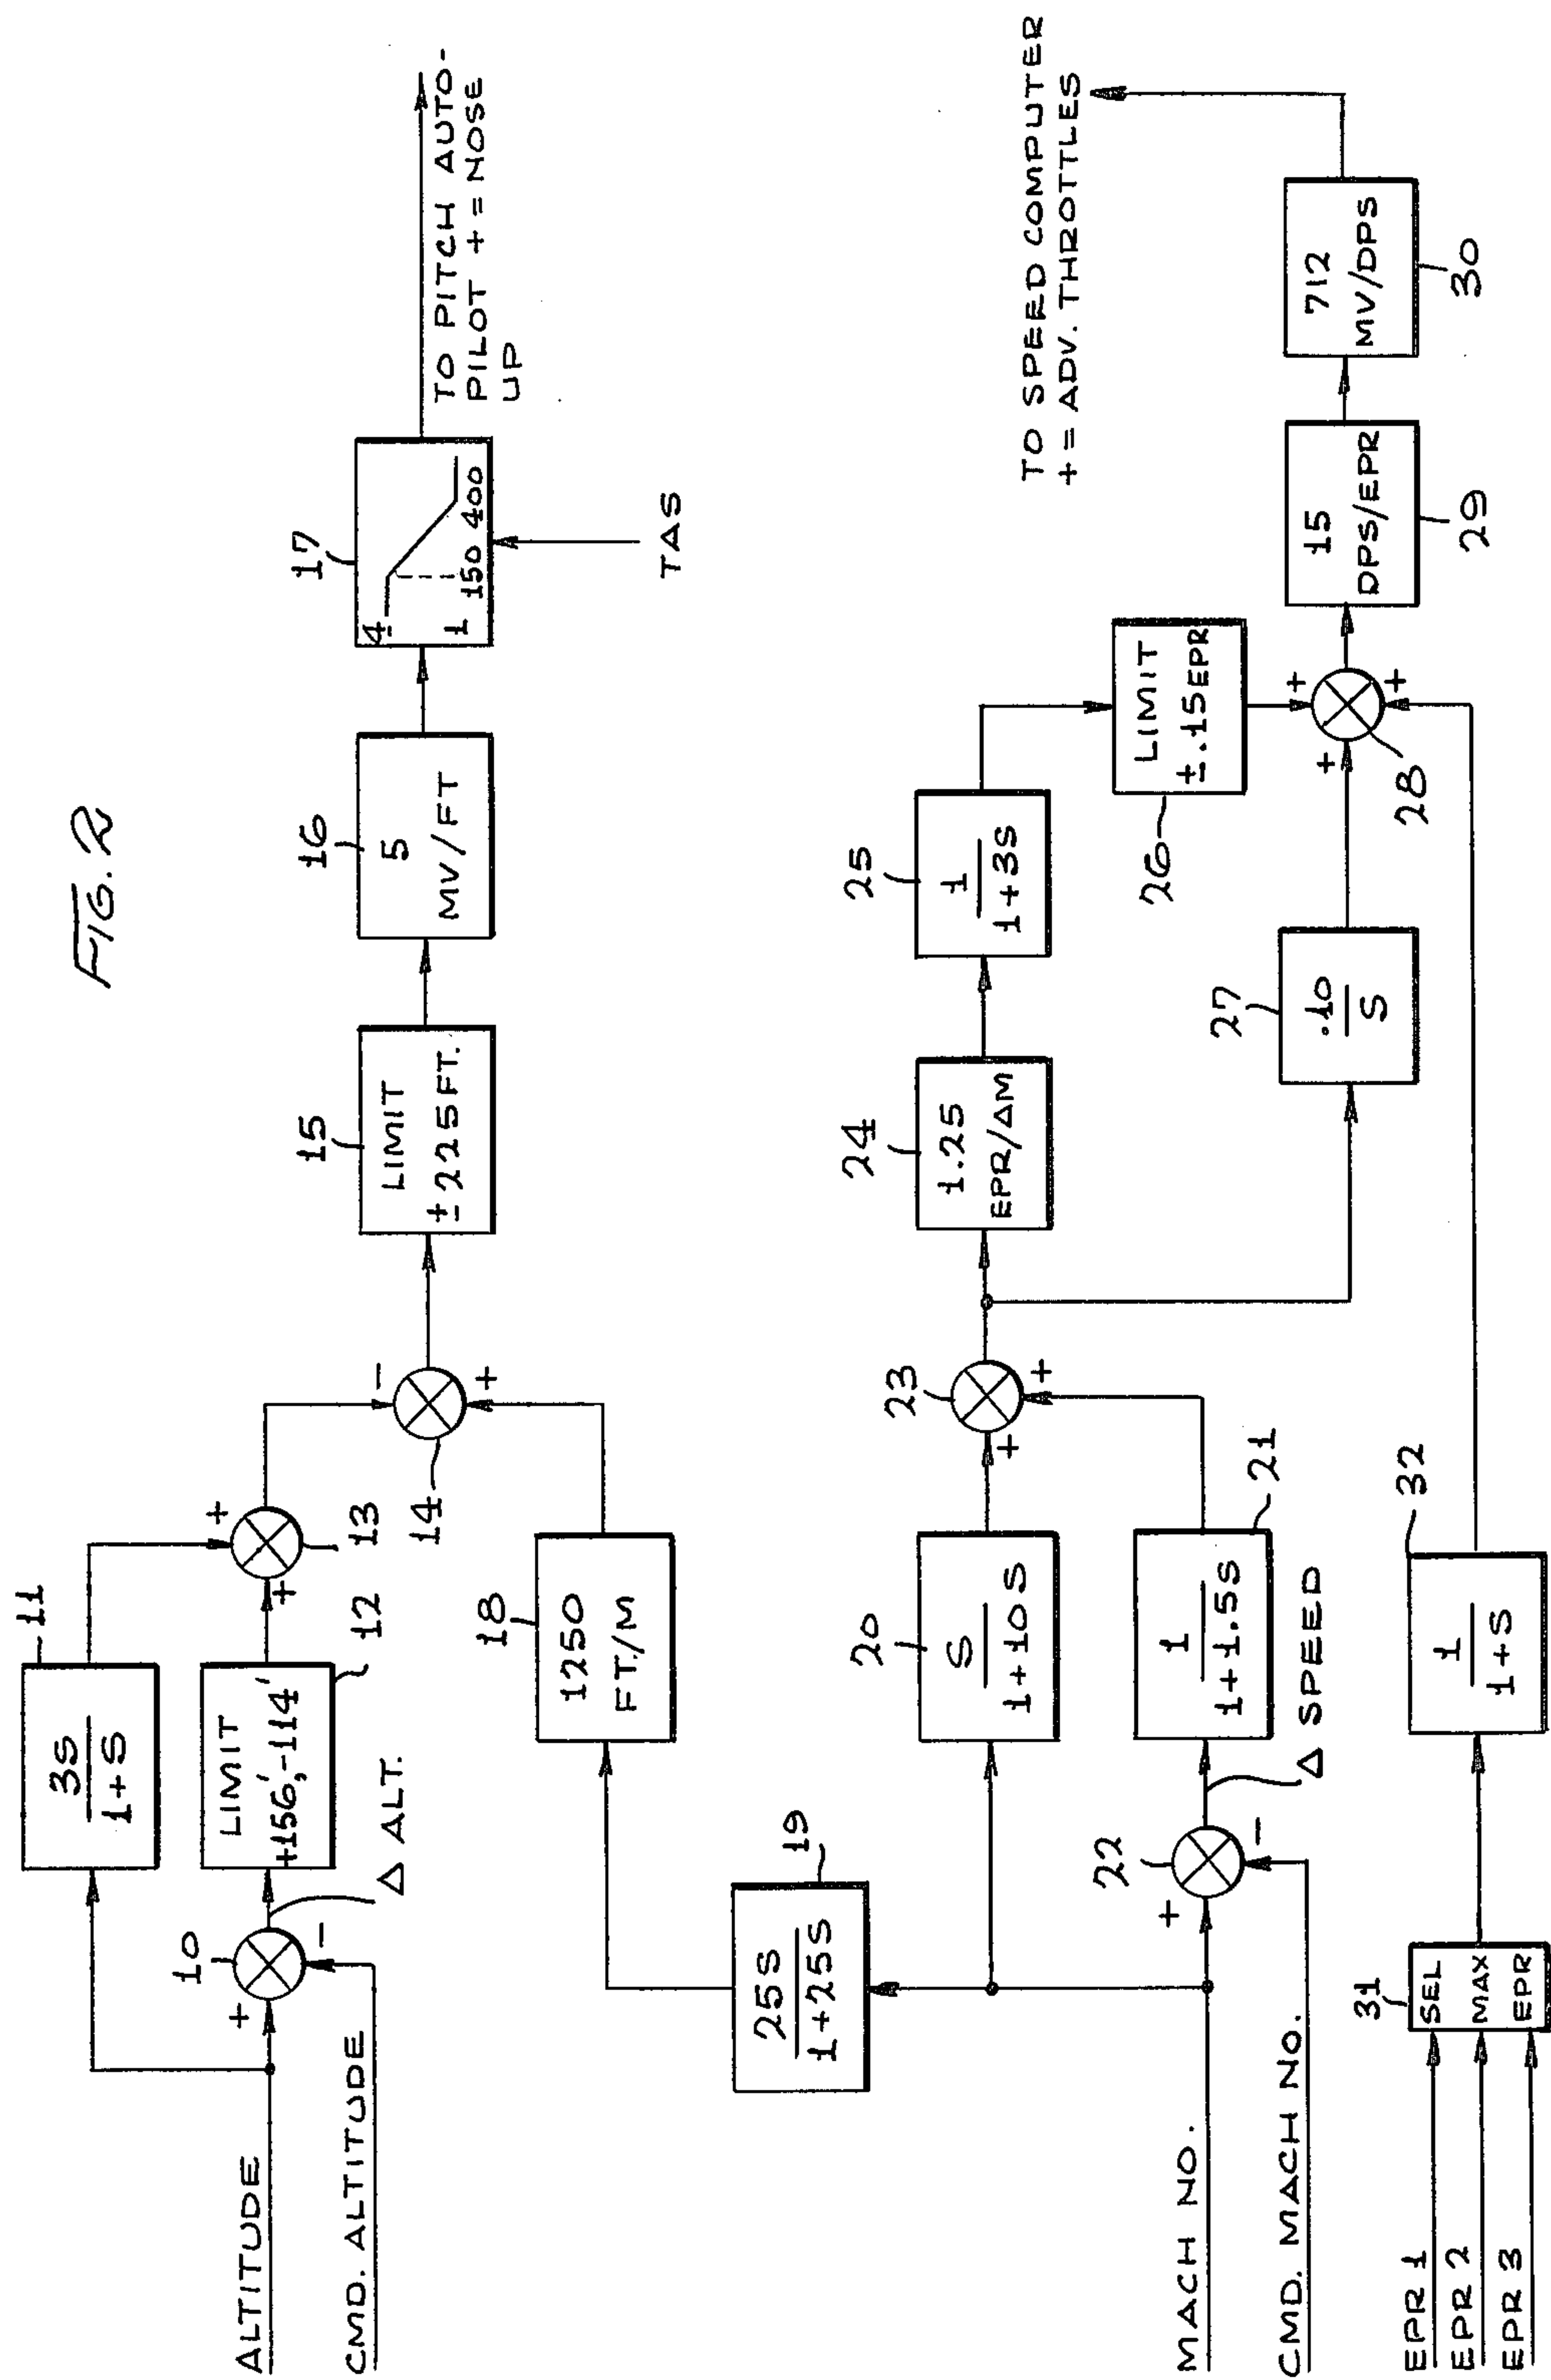 FIG. 2
ALTITUDE
CMD. ALTITUDE
10
+
-
Δ ALT.
11
3S
1+S
LIMIT
+156', -114'
12
+
+
13
-
+
14
15
LIMIT
± 225 FT.
16
5
MV/FT
17
4
1
150 400
TAS
TO PITCH AUTO-
PILOT + = NOSE
UP
18
1250
FT/M
19
25S
1+25S
MACH NO.
CMD. MACH NO.
22
+
-
Δ SPEED
20
S
1+10S
21
1
1+1.5S
23
+
+
24
1.25
EPR/ΔM
25
1
1+3S
26
LIMIT
±.15EPR
27
.10
S
28
+
+
+
29
15
DPS/EPR
30
712
MV/DPS
TO SPEED COMPUTER
+ = ADV. THROTTLES
EPR 1
EPR 2
EPR 3
31
SEL
MAX
EPR
32
1
1+S